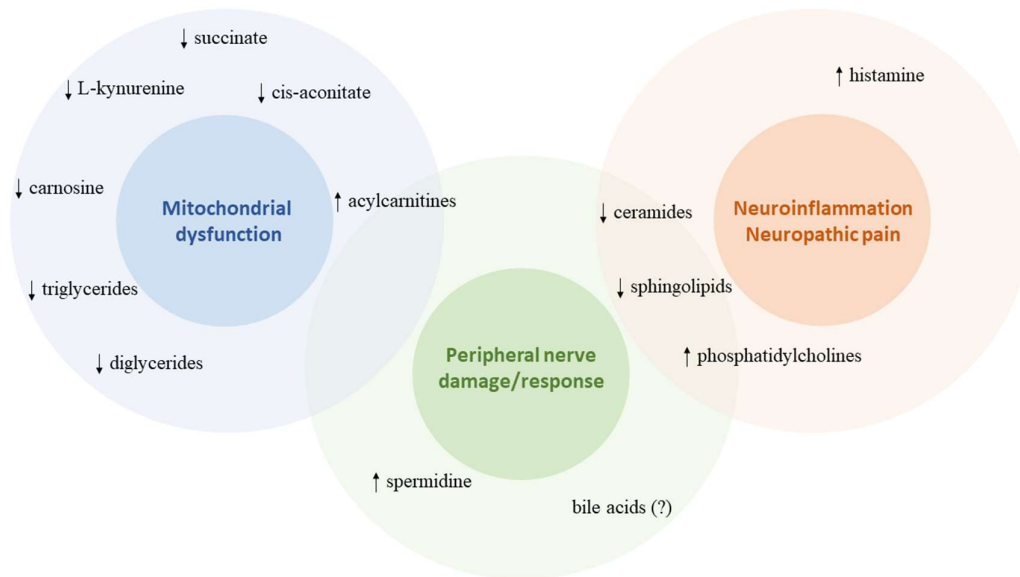 ↓ succinate
↓ L-kynurenine
↓ cis-aconitate
↓ carnosine
↑ acylcarnitines
Mitochondrial
dysfunction
↓ triglycerides
↓ diglycerides
↑ histamine
↓ ceramides
Neuroinflammation
Neuropathic pain
↓ sphingolipids
↑ phosphatidylcholines
Peripheral nerve
damage/response
↑ spermidine
bile acids (?)